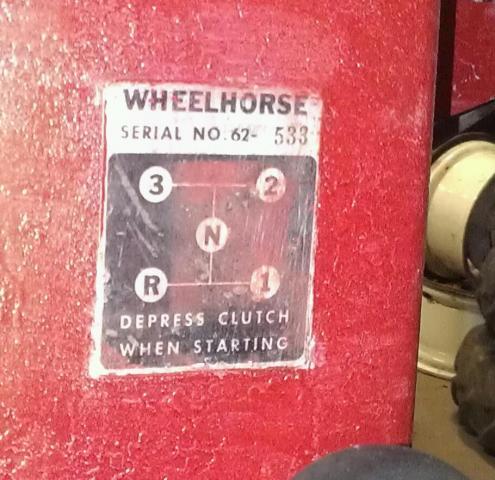 WHEELHORSE
SERIAL NO. 62- 533
3 2
N
R 1
DEPRESS CLUTCH
WHEN STARTING